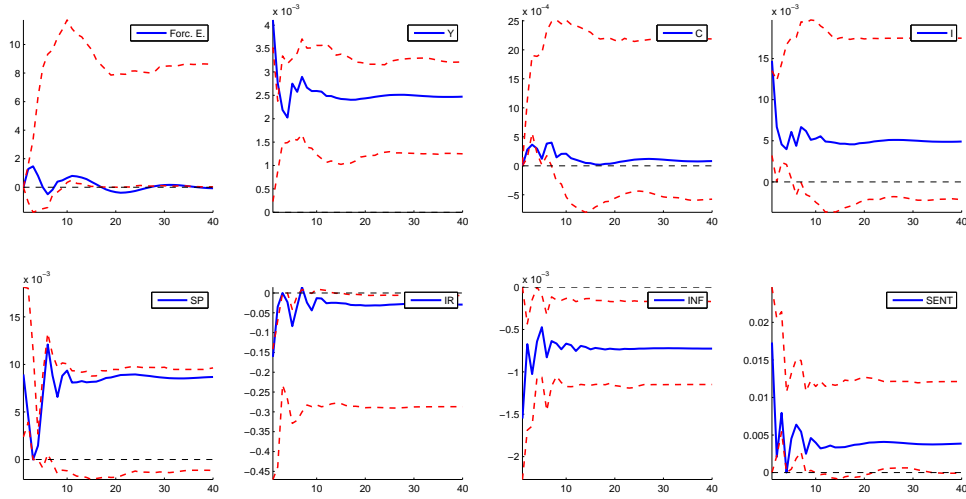 Forc. E.
10
8
6
4
2
0
10 20 30 40
x 10⁻³
Y
4
3.5
3
2.5
2
1.5
1
0.5
0
0 10 20 30 40
x 10⁻⁴
C
25
20
15
10
5
0
−5
10 20 30 40
x 10⁻³
I
15
10
5
0
10 20 30 40
x 10⁻³
SP
15
10
5
0
10 20 30 40
IR
0
−0.05
−0.1
−0.15
−0.2
−0.25
−0.3
−0.35
−0.4
−0.45
10 20 30 40
x 10⁻³
INF
0
−0.5
−1
−1.5
−2
0 10 20 30 40
SENT
0.02
0.015
0.01
0.005
0
10 20 30 40